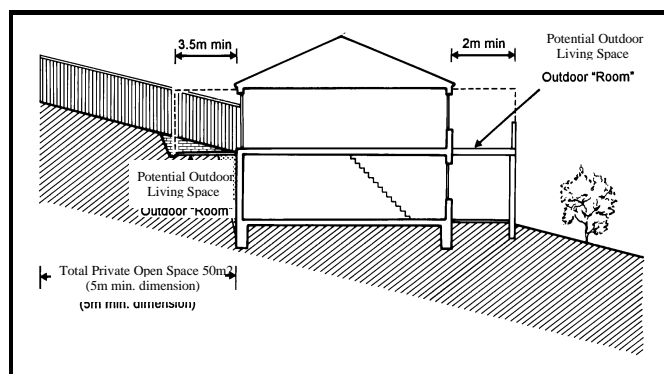 3.5m min
2m min
Potential Outdoor
Living Space
Outdoor "Room"
Potential Outdoor
Living Space
Outdoor "Room"
Total Private Open Space 50m2
(5m min. dimension)
(5m min. dimension)